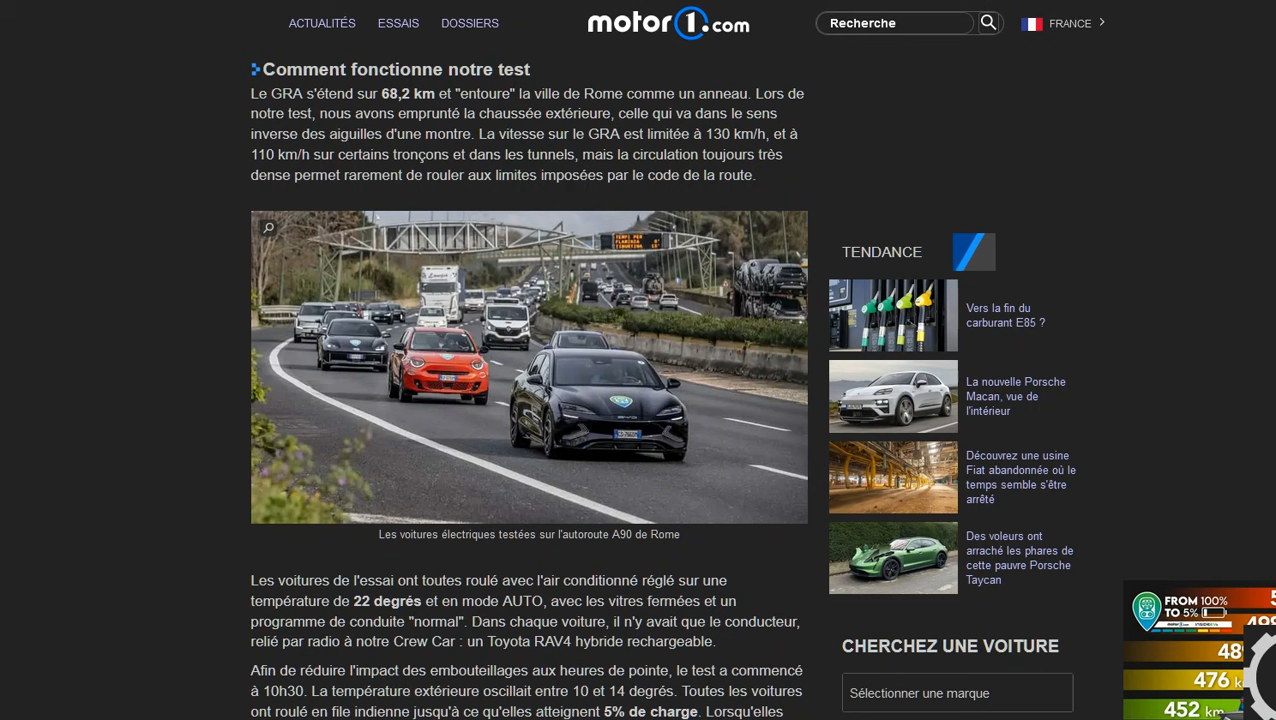 ACTUALITÉS ESSAIS DOSSIERS motor1.com Recherche FRANCE
Comment fonctionne notre test
Le GRA s'étend sur 68,2 km et "entoure" la ville de Rome comme un anneau. Lors de
notre test, nous avons emprunté la chaussée extérieure, celle qui va dans le sens
inverse des aiguilles d'une montre. La vitesse sur le GRA est limitée à 130 km/h, et à
110 km/h sur certains tronçons et dans les tunnels, mais la circulation toujours très
dense permet rarement de rouler aux limites imposées par le code de la route.
TEMPI PER
FLAMINIA
TIBURTINA
Les voitures électriques testées sur l'autoroute A90 de Rome
Les voitures de l'essai ont toutes roulé avec l'air conditionné réglé sur une
température de 22 degrés et en mode AUTO, avec les vitres fermées et un
programme de conduite "normal". Dans chaque voiture, il n'y avait que le conducteur,
relié par radio à notre Crew Car : un Toyota RAV4 hybride rechargeable.
Afin de réduire l'impact des embouteillages aux heures de pointe, le test a commencé
à 10h30. La température extérieure oscillait entre 10 et 14 degrés. Toutes les voitures
ont roulé en file indienne jusqu'à ce qu'elles atteignent 5% de charge. Lorsqu'elles
TENDANCE
Vers la fin du
carburant E85 ?
La nouvelle Porsche
Macan, vue de
l'intérieur
Découvrez une usine
Fiat abandonnée où le
temps semble s'être
arrêté
Des voleurs ont
arraché les phares de
cette pauvre Porsche
Taycan
CHERCHEZ UNE VOITURE
Sélectionner une marque
FROM 100%
TO 5%
476 k
452 km